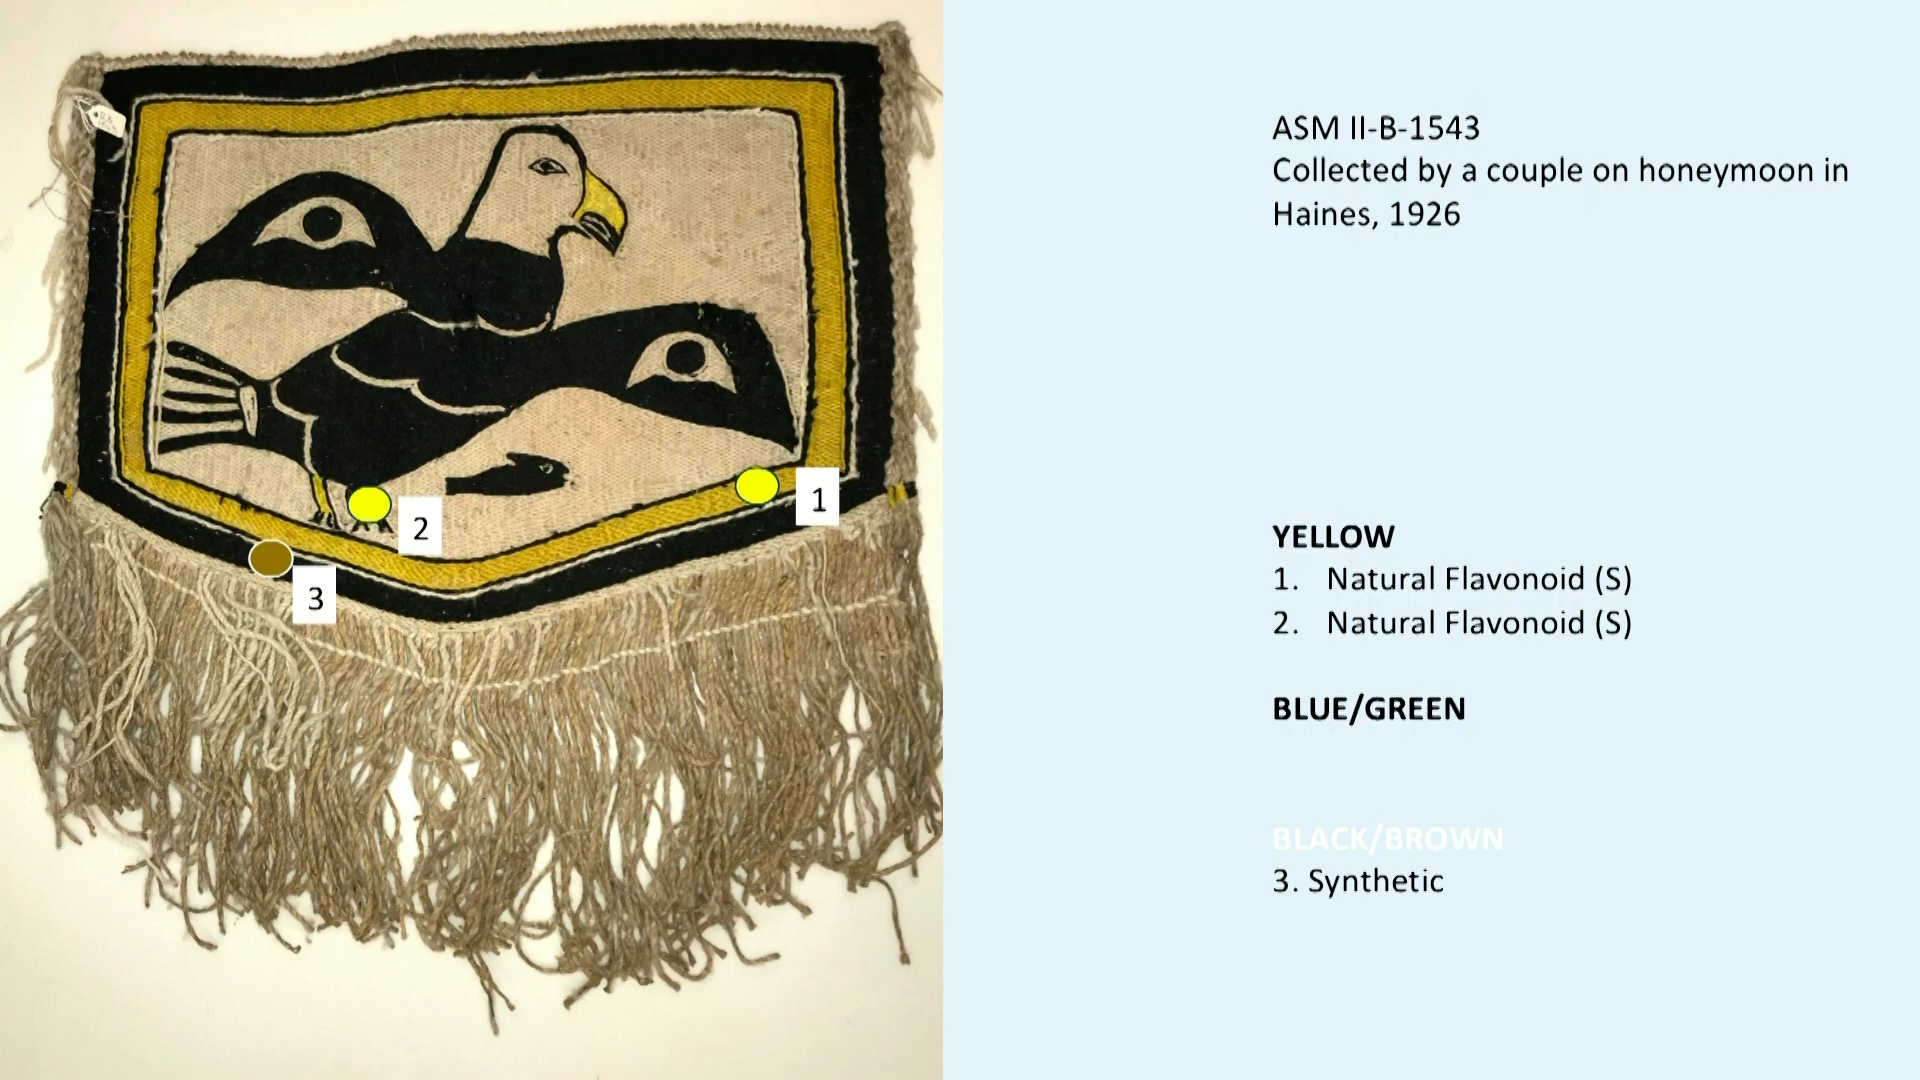 ASM II-B-1543
Collected by a couple on honeymoon in
Haines, 1926
YELLOW
1. Natural Flavonoid (S)
2. Natural Flavonoid (S)
BLUE/GREEN
BLACK/BROWN
3. Synthetic
1
2
3